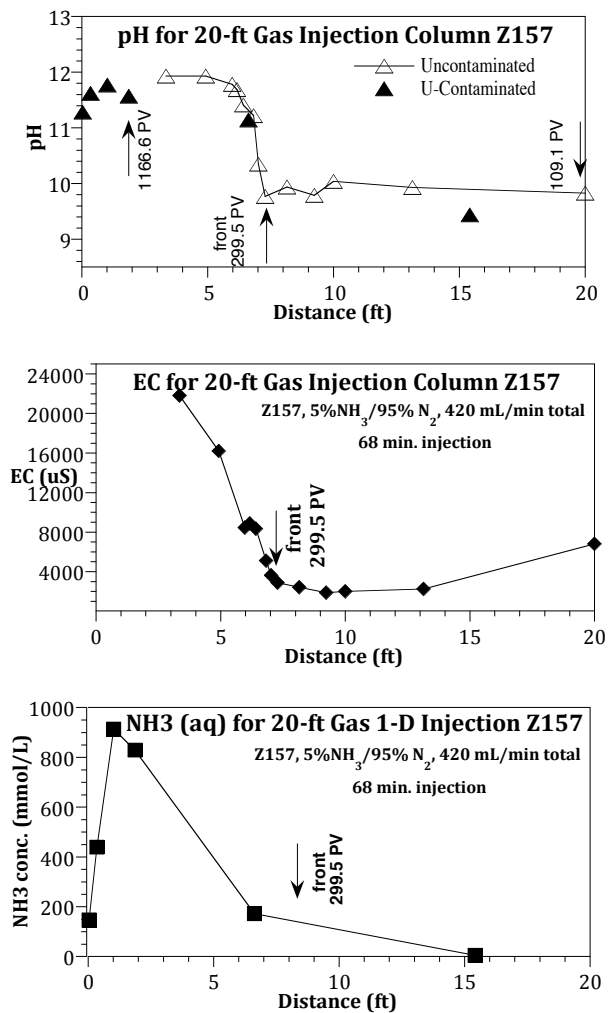 pH for 20-ft Gas Injection Column Z157
Uncontaminated
U-Contaminated
pH
13
12
11
10
9
1166.6 PV
front
299.5 PV
109.1 PV
0
5
10
15
20
Distance (ft)
EC for 20-ft Gas Injection Column Z157
Z157, 5%NH3/95% N2, 420 mL/min total
68 min. injection
EC (uS)
24000
20000
16000
12000
8000
4000
front
299.5 PV
0
5
10
15
20
Distance (ft)
NH3 (aq) for 20-ft Gas 1-D Injection Z157
Z157, 5%NH3/95% N2, 420 mL/min total
68 min. injection
NH3 conc. (mmol/L)
1000
800
600
400
200
0
front
299.5 PV
0
5
10
15
20
Distance (ft)